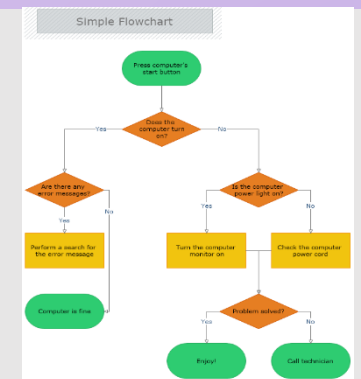 Simple Flowchart
Press computer's
start button
Does the
computer turn
on?
Yes
No
Are there any
error messages?
Is the computer
power light on?
Yes
No
Yes
No
Perform a search for
the error message
Turn the computer
monitor on
Check the computer
power cord
Computer is fine
Problem solved?
Yes
No
Enjoy!
Call technician